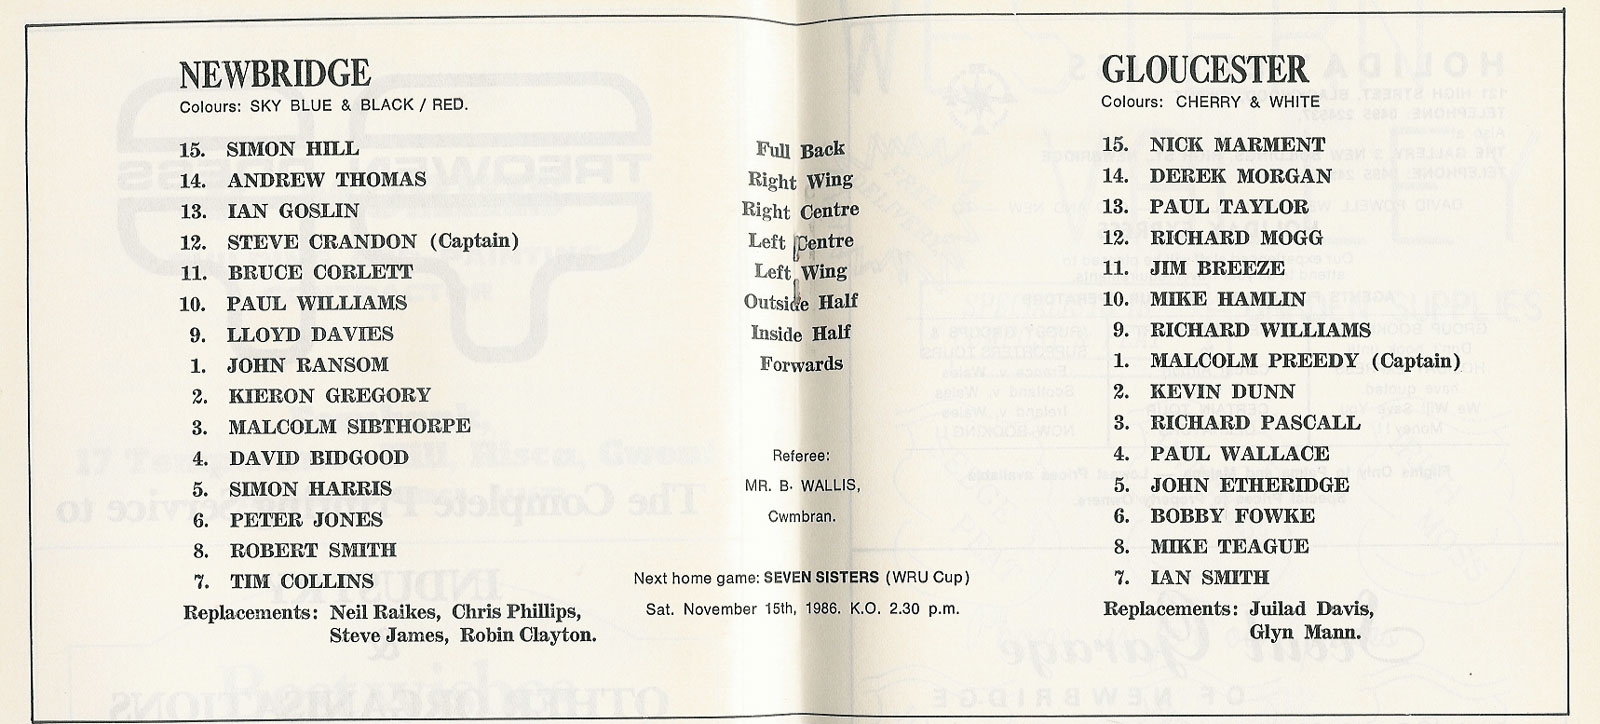 NEWBRIDGE
Colours: SKY BLUE & BLACK / RED.
15. SIMON HILL
14. ANDREW THOMAS
13. IAN GOSLIN
12. STEVE CRANDON (Captain)
11. BRUCE CORLETT
10. PAUL WILLIAMS
9. LLOYD DAVIES
1. JOHN RANSOM
2. KIERON GREGORY
3. MALCOLM SIBTHORPE
4. DAVID BIDGOOD
5. SIMON HARRIS
6. PETER JONES
8. ROBERT SMITH
7. TIM COLLINS
Replacements: Neil Raikes, Chris Phillips,
Steve James, Robin Clayton.
Full Back
Right Wing
Right Centre
Left Centre
Left Wing
Outside Half
Inside Half
Forwards
Referee:
MR. B. WALLIS,
Cwmbran.
Next home game: SEVEN SISTERS (WRU Cup)
Sat. November 15th, 1986. K.O. 2.30 p.m.
GLOUCESTER
Colours: CHERRY & WHITE
15. NICK MARMENT
14. DEREK MORGAN
13. PAUL TAYLOR
12. RICHARD MOGG
11. JIM BREEZE
10. MIKE HAMLIN
9. RICHARD WILLIAMS
1. MALCOLM PREEDY (Captain)
2. KEVIN DUNN
3. RICHARD PASCALL
4. PAUL WALLACE
5. JOHN ETHERIDGE
6. BOBBY FOWKE
8. MIKE TEAGUE
7. IAN SMITH
Replacements: Juilad Davis,
Glyn Mann.